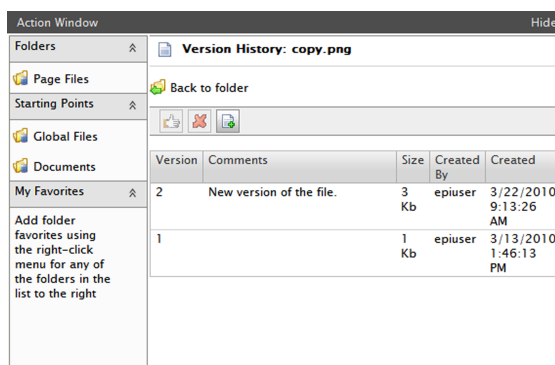 Action Window
Hide
Folders
Page Files
Starting Points
Global Files
Documents
My Favorites
Add folder
favorites using
the right-click
menu for any of
the folders in the
list to the right
Version History: copy.png
Back to folder
Version Comments Size Created By Created
2 New version of the file. 3 Kb epiuser 3/22/2010 9:13:26 AM
1 1 Kb epiuser 3/13/2010 1:46:13 PM